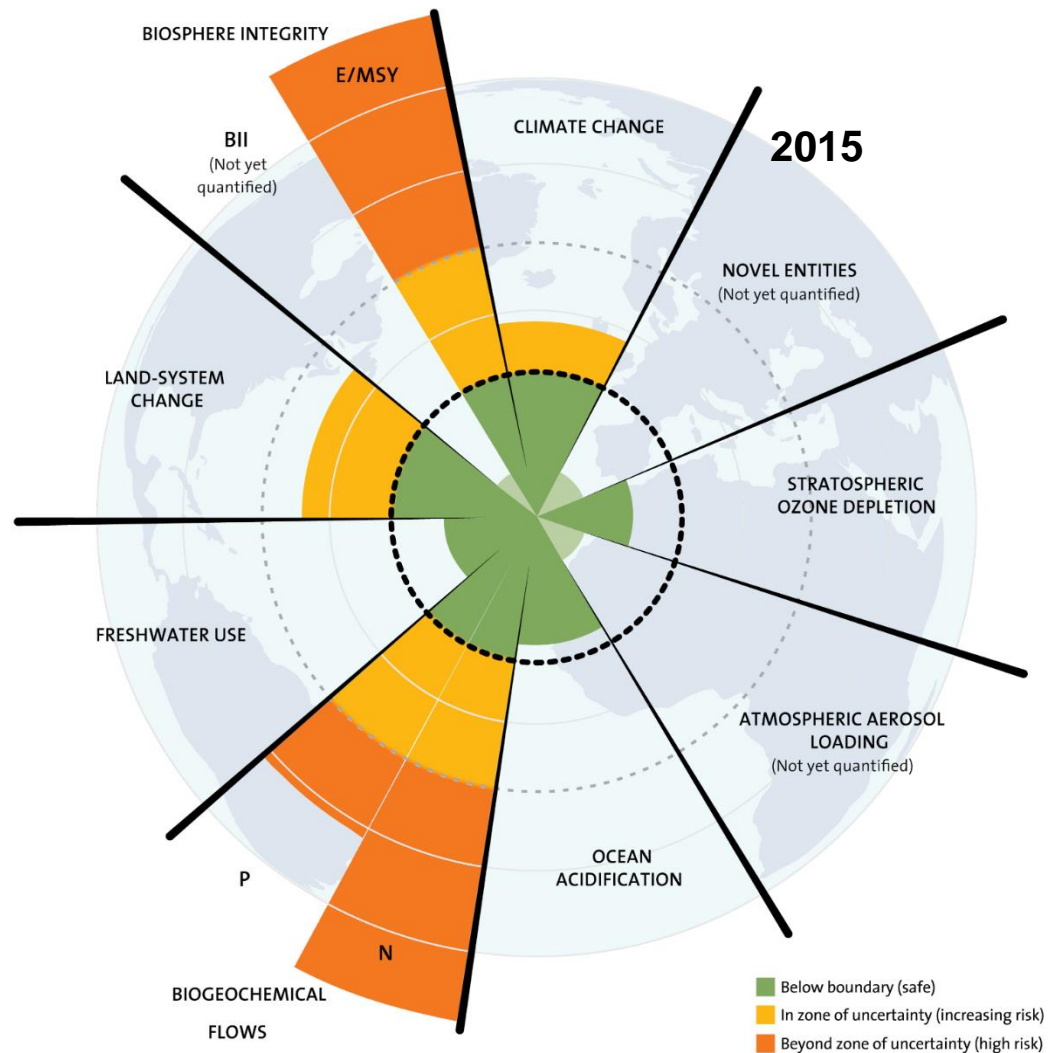 BIOSPHERE INTEGRITY
E/MSY
CLIMATE CHANGE
2015
BII
(Not yet
quantified)
NOVEL ENTITIES
(Not yet quantified)
LAND-SYSTEM
CHANGE
STRATOSPHERIC
OZONE DEPLETION
FRESHWATER USE
ATMOSPHERIC AEROSOL
LOADING
(Not yet quantified)
OCEAN
ACIDIFICATION
P
N
BIOGEOCHEMICAL
FLOWS
Below boundary (safe)
In zone of uncertainty (increasing risk)
Beyond zone of uncertainty (high risk)